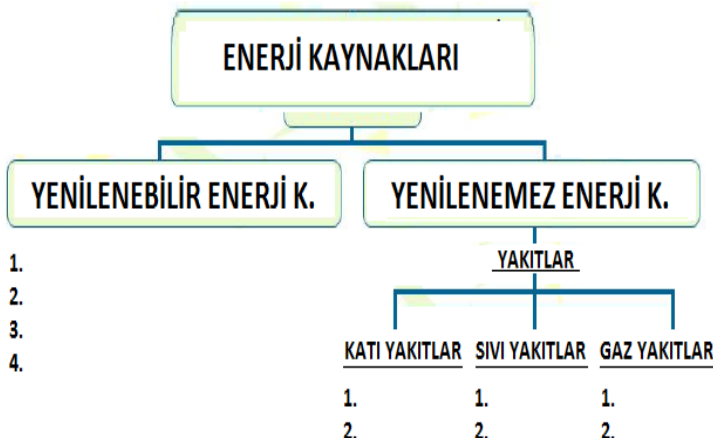 ENERJİ KAYNAKLARI
YENİLENEBİLİR ENERJİ K.
YENİLENEMEZ ENERJİ K.
1.
2.
3.
4.
YAKITLAR
KATI YAKITLAR
1.
2.
SIVI YAKITLAR
1.
2.
GAZ YAKITLAR
1.
2.